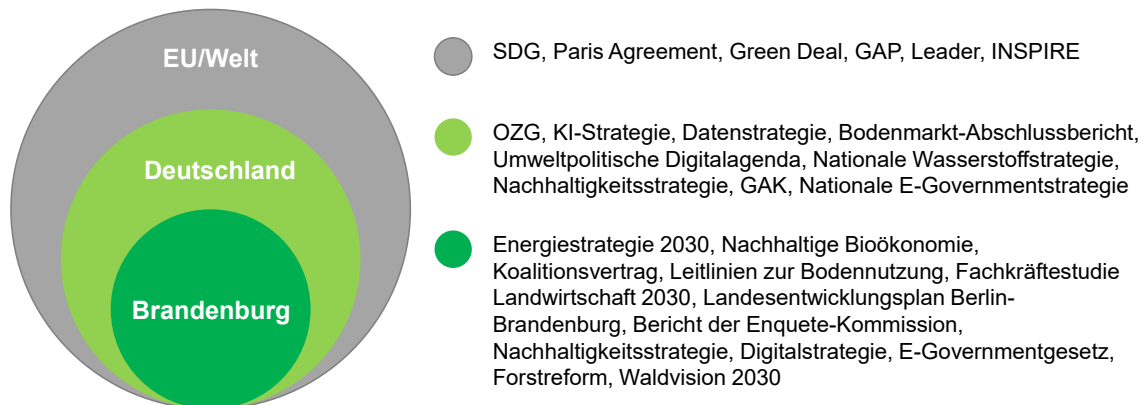 EU/Welt
Deutschland
Brandenburg
SDG, Paris Agreement, Green Deal, GAP, Leader, INSPIRE
OZG, KI-Strategie, Datenstrategie, Bodenmarkt-Abschlussbericht,
Umweltpolitische Digitalagenda, Nationale Wasserstoffstrategie,
Nachhaltigkeitsstrategie, GAK, Nationale E-Governmentstrategie
Energiestrategie 2030, Nachhaltige Bioökonomie,
Koalitionsvertrag, Leitlinien zur Bodennutzung, Fachkräftestudie
Landwirtschaft 2030, Landesentwicklungsplan Berlin-
Brandenburg, Bericht der Enquete-Kommission,
Nachhaltigkeitsstrategie, Digitalstrategie, E-Governmentgesetz,
Forstreform, Waldvision 2030